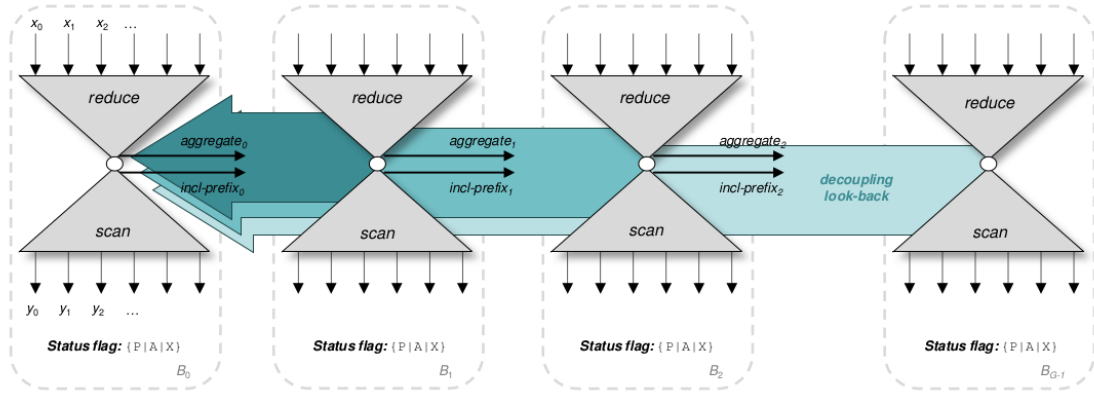 x0 x1 x2 ...
reduce reduce reduce reduce
aggregate0 aggregate1 aggregate2
incl-prefix0 incl-prefix1 incl-prefix2
decoupling
look-back
scan scan scan scan
y0 y1 y2 ...
Status flag: {P|A|X} Status flag: {P|A|X} Status flag: {P|A|X} Status flag: {P|A|X}
B0 B1 B2 BG-1